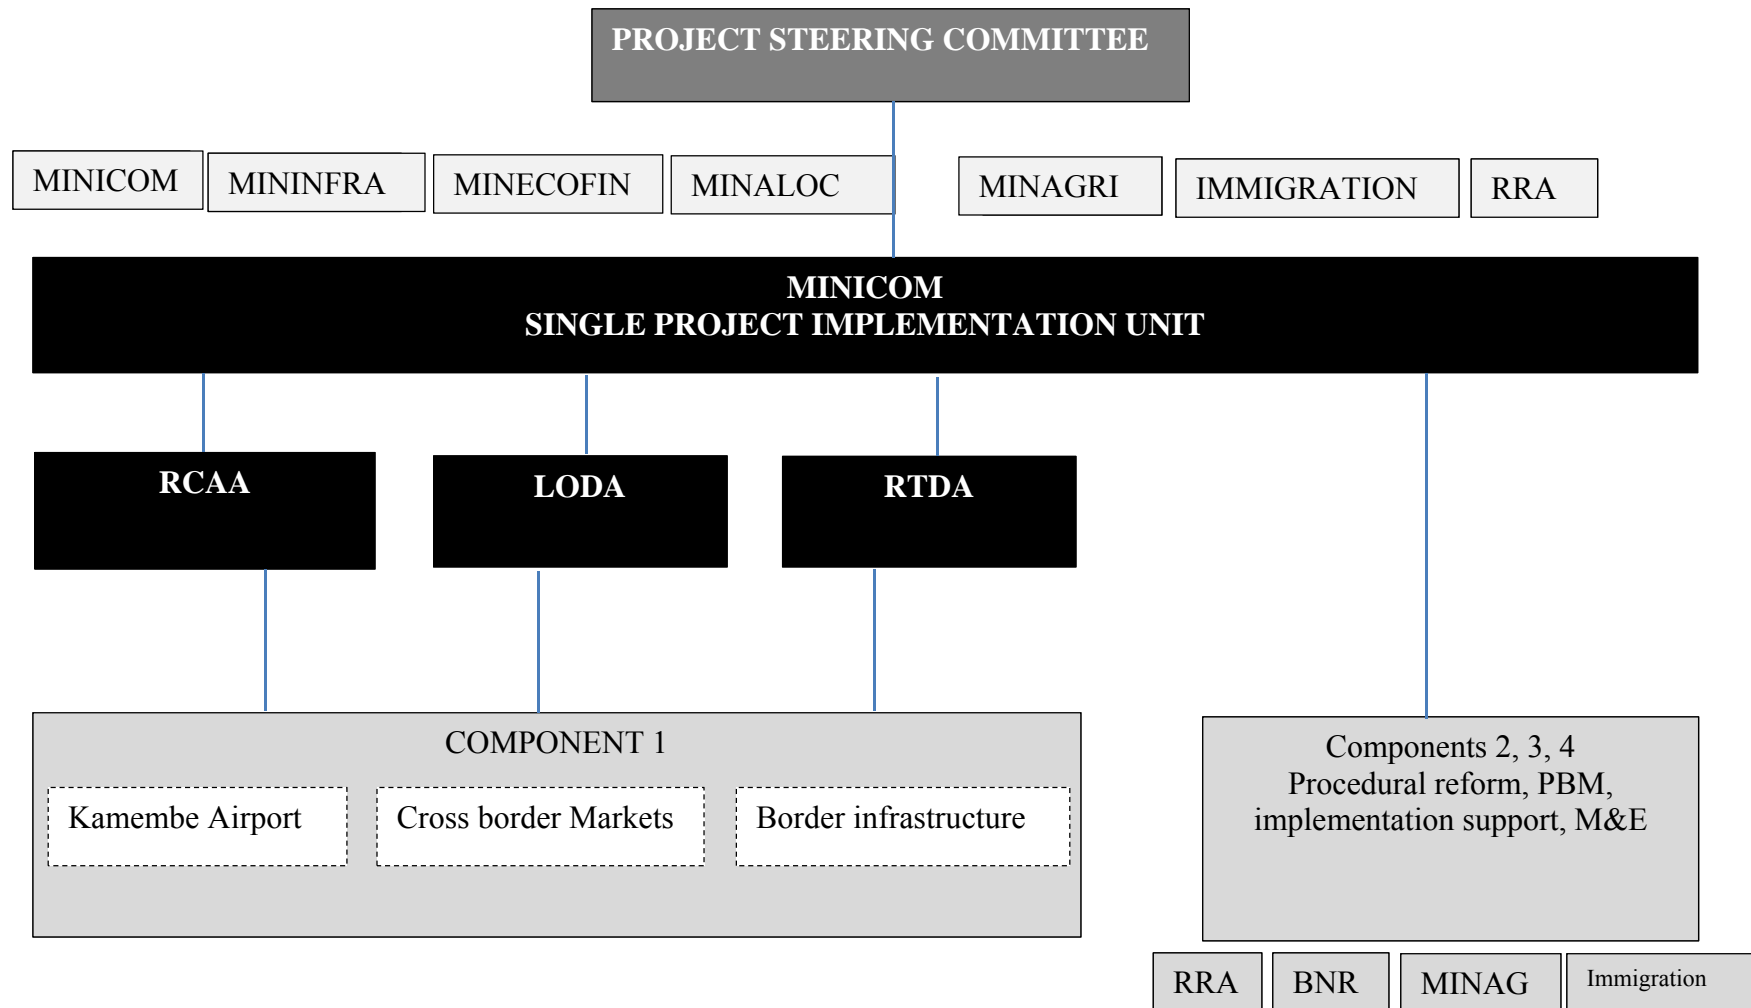 PROJECT STEERING COMMITTEE
MINICOM
MININFRA
MINECOFIN
MINALOC
MINAGRI
IMMIGRATION
RRA
MINICOM
SINGLE PROJECT IMPLEMENTATION UNIT
RCAA
LODA
RTDA
COMPONENT 1
Kamembe Airport
Cross border Markets
Border infrastructure
Components 2, 3, 4
Procedural reform, PBM,
implementation support, M&E
RRA
BNR
MINAG
Immigration